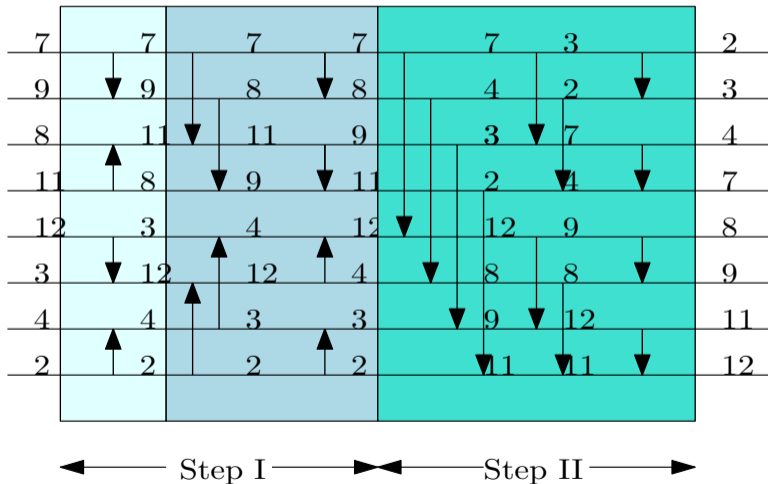 7 7 7 7 7 3 2
9 9 8 8 4 2 3
8 11 11 9 3 7 4
11 8 9 11 2 4 7
12 3 4 12 12 9 8
3 12 12 4 8 8 9
4 4 3 3 9 12 11
2 2 2 2 11 11 12
Step I Step II